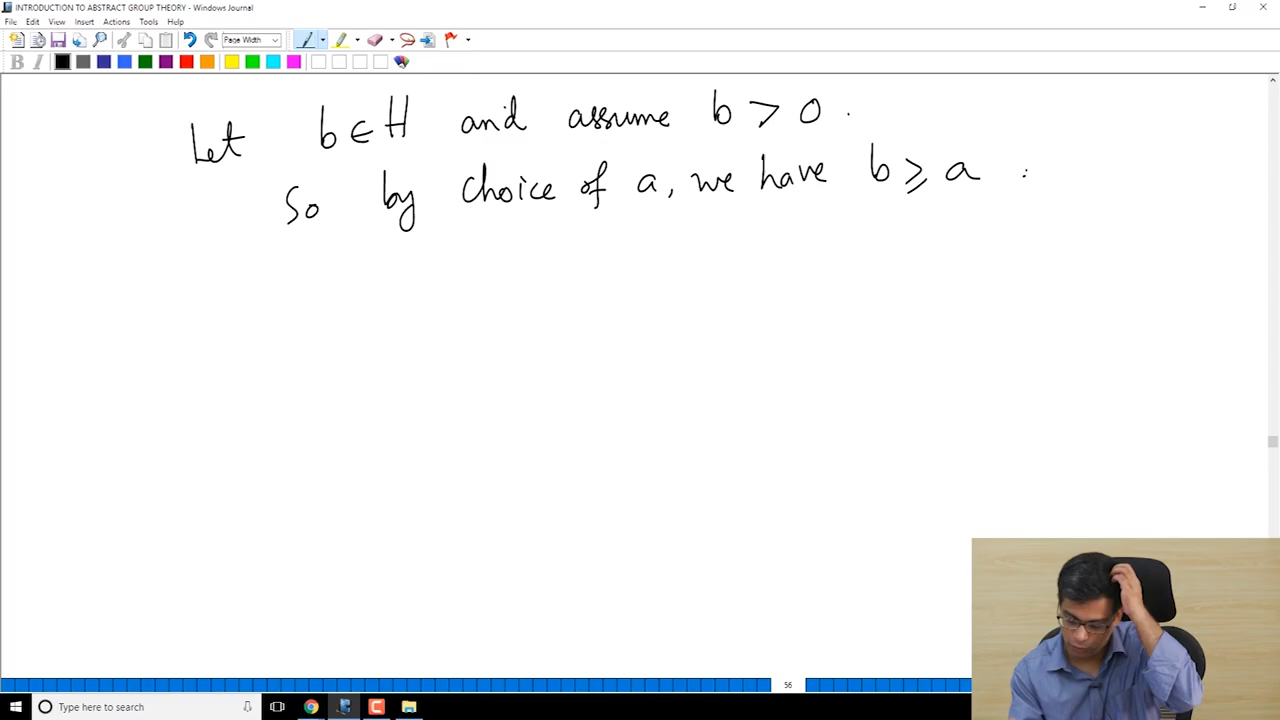 INTRODUCTION TO ABSTRACT GROUP THEORY - Windows Journal
File Edit View Insert Actions Tools Help
Page Width
B I
Let b ∈ H and assume b > 0.
So by choice of a, we have b ⩾ a :
56
Type here to search